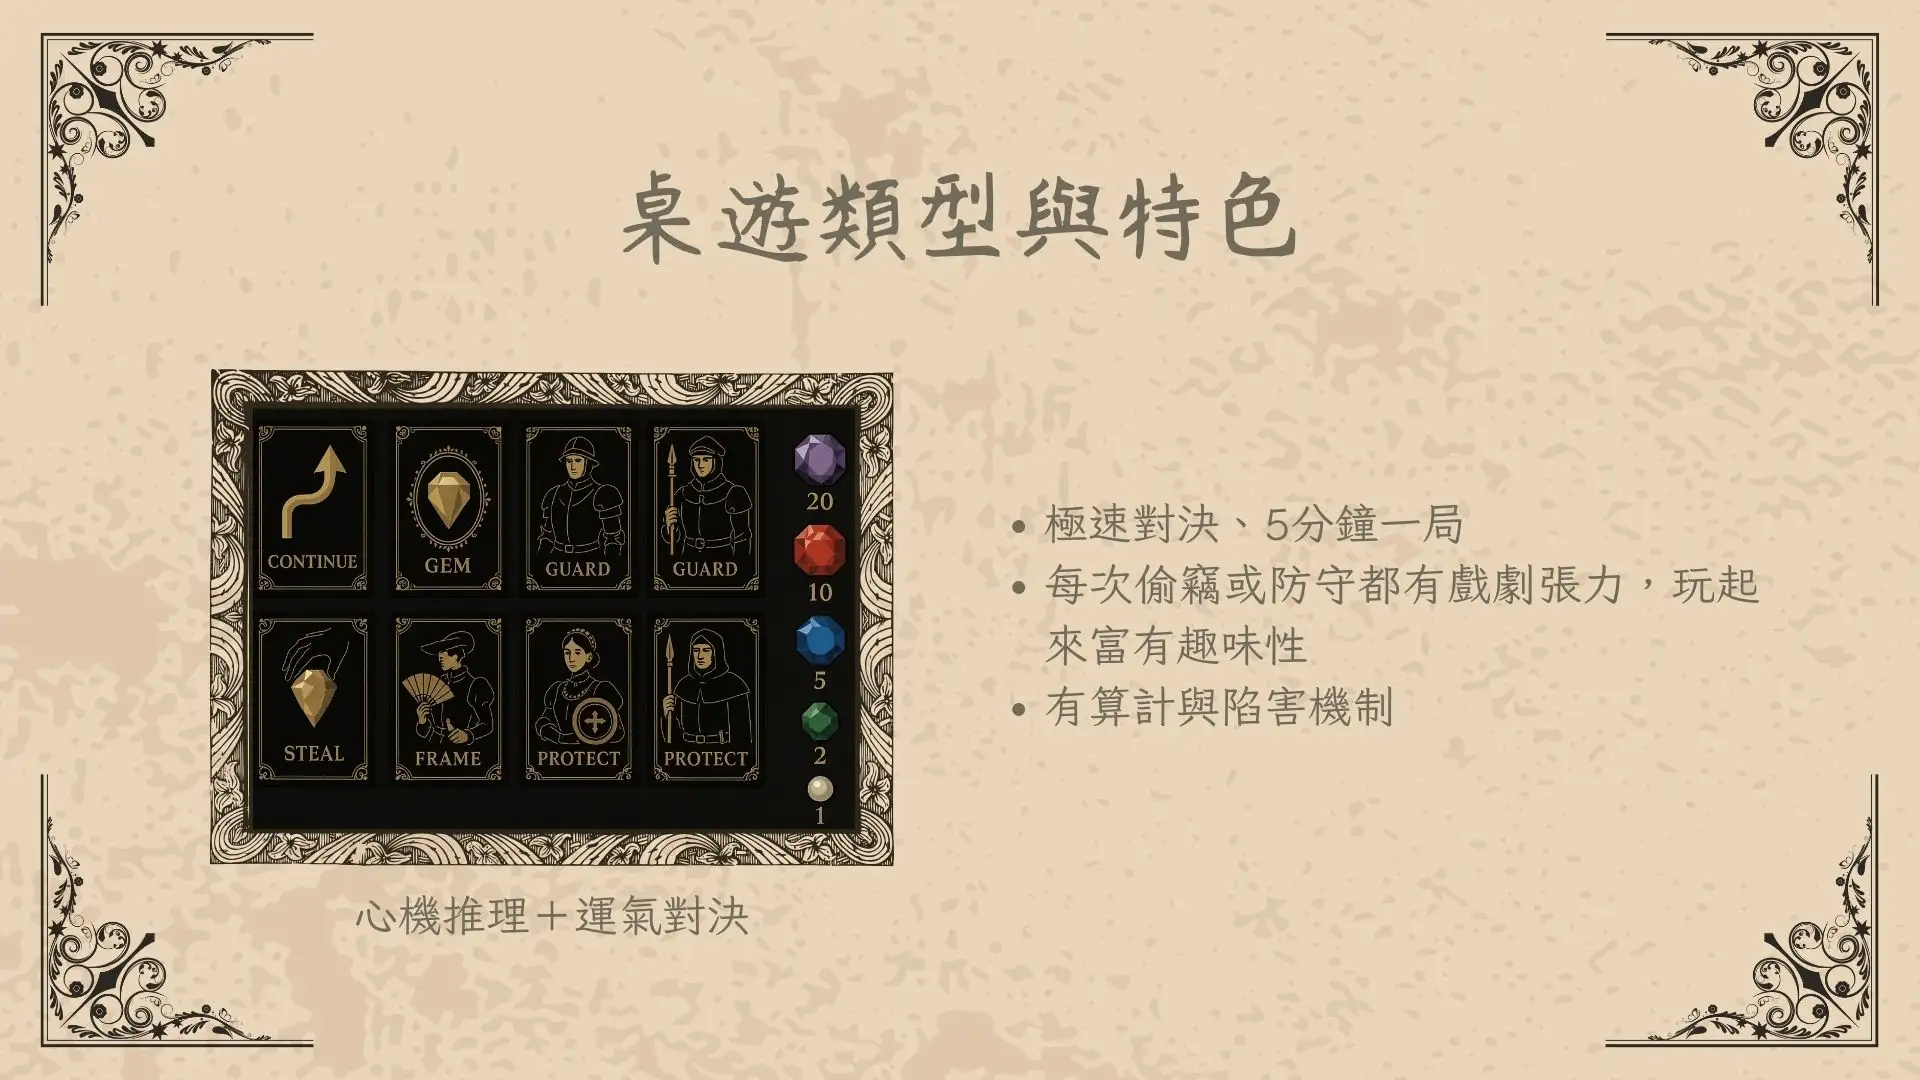 桌遊類型與特色
CONTINUE
GEM
GUARD
GUARD
20
10
STEAL
FRAME
PROTECT
PROTECT
5
2
1
心機推理＋運氣對決
極速對決、5分鐘一局
每次偷竊或防守都有戲劇張力，玩起
來富有趣味性
有算計與陷害機制